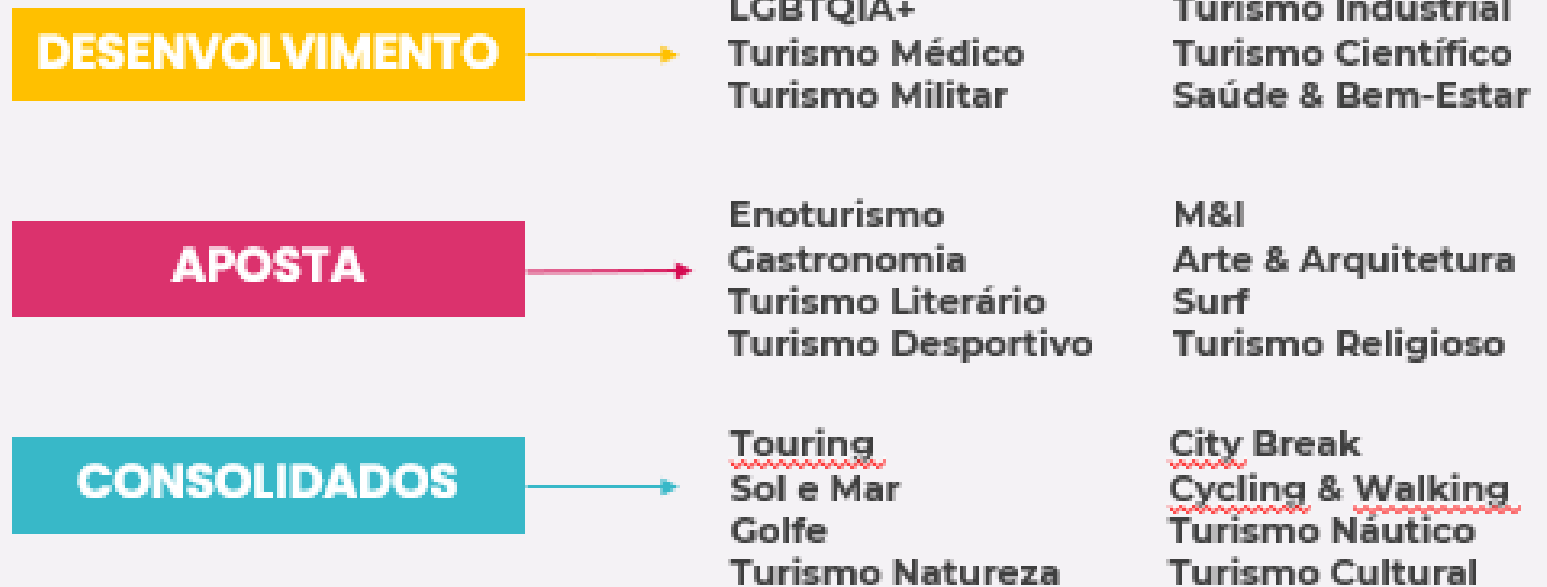 DESENVOLVIMENTO
LGBTQIA+
Turismo Médico
Turismo Militar
Turismo Industrial
Turismo Científico
Saúde & Bem-Estar
APOSTA
Enoturismo
Gastronomia
Turismo Literário
Turismo Desportivo
M&I
Arte & Arquitetura
Surf
Turismo Religioso
CONSOLIDADOS
Touring
Sol e Mar
Golfe
Turismo Natureza
City Break
Cycling & Walking
Turismo Náutico
Turismo Cultural